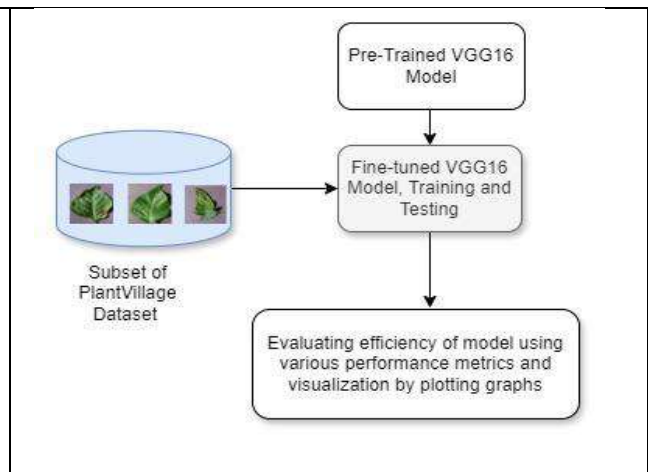 Pre-Trained VGG16
Model
Fine-tuned VGG16
Model, Training and
Testing
Subset of
PlantVillage
Dataset
Evaluating efficiency of model using
various performance metrics and
visualization by plotting graphs